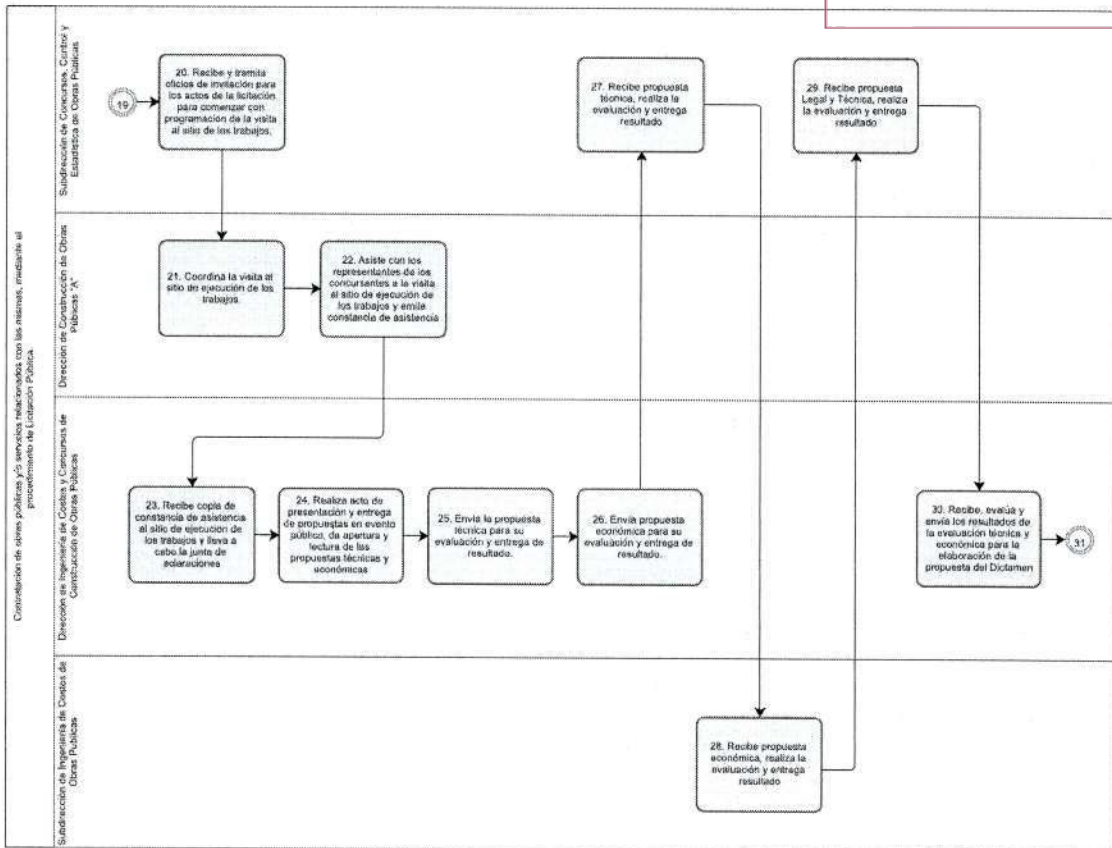 Contratación de obras públicas y/o servicios relacionados con las mismas, mediante el
procedimiento de Licitación Pública.
Subdirección de Concursos, Control y
Estadística de Obras Públicas
19
20. Recibe y tramita
oficios de invitación para
los actos de la licitación
para comenzar con
programación de la visita
al sitio de los trabajos.
27. Recibe propuesta
técnica, realiza la
evaluación y entrega
resultado
29. Recibe propuesta
Legal y Técnica, realiza
la evaluación y entrega
resultado
Dirección de Construcción de Obras
Públicas "A"
21. Coordina la visita al
sitio de ejecución de los
trabajos.
22. Asiste con los
representantes de los
concursantes a la visita
al sitio de ejecución de
los trabajos y emite
constancia de asistencia
Dirección de Ingeniería de Costos y Concursos de
Construcción de Obras Públicas
23. Recibe copia de
constancia de asistencia
al sitio de ejecución de
los trabajos y lleva a
cabo la junta de
aclaraciones
24. Realiza acto de
presentación y entrega
de propuestas en evento
público, da apertura y
lectura de las
propuestas técnicas y
económicas
25. Envía la propuesta
técnica para su
evaluación y entrega de
resultado.
26. Envía propuesta
económica para su
evaluación y entrega de
resultado.
30. Recibe, evalúa y
envía los resultados de
la evaluación técnica y
económica para la
elaboración de la
propuesta del Dictamen
31
Subdirección de Ingeniería de Costos de
Obras Públicas
28. Recibe propuesta
económica, realiza la
evaluación y entrega
resultado